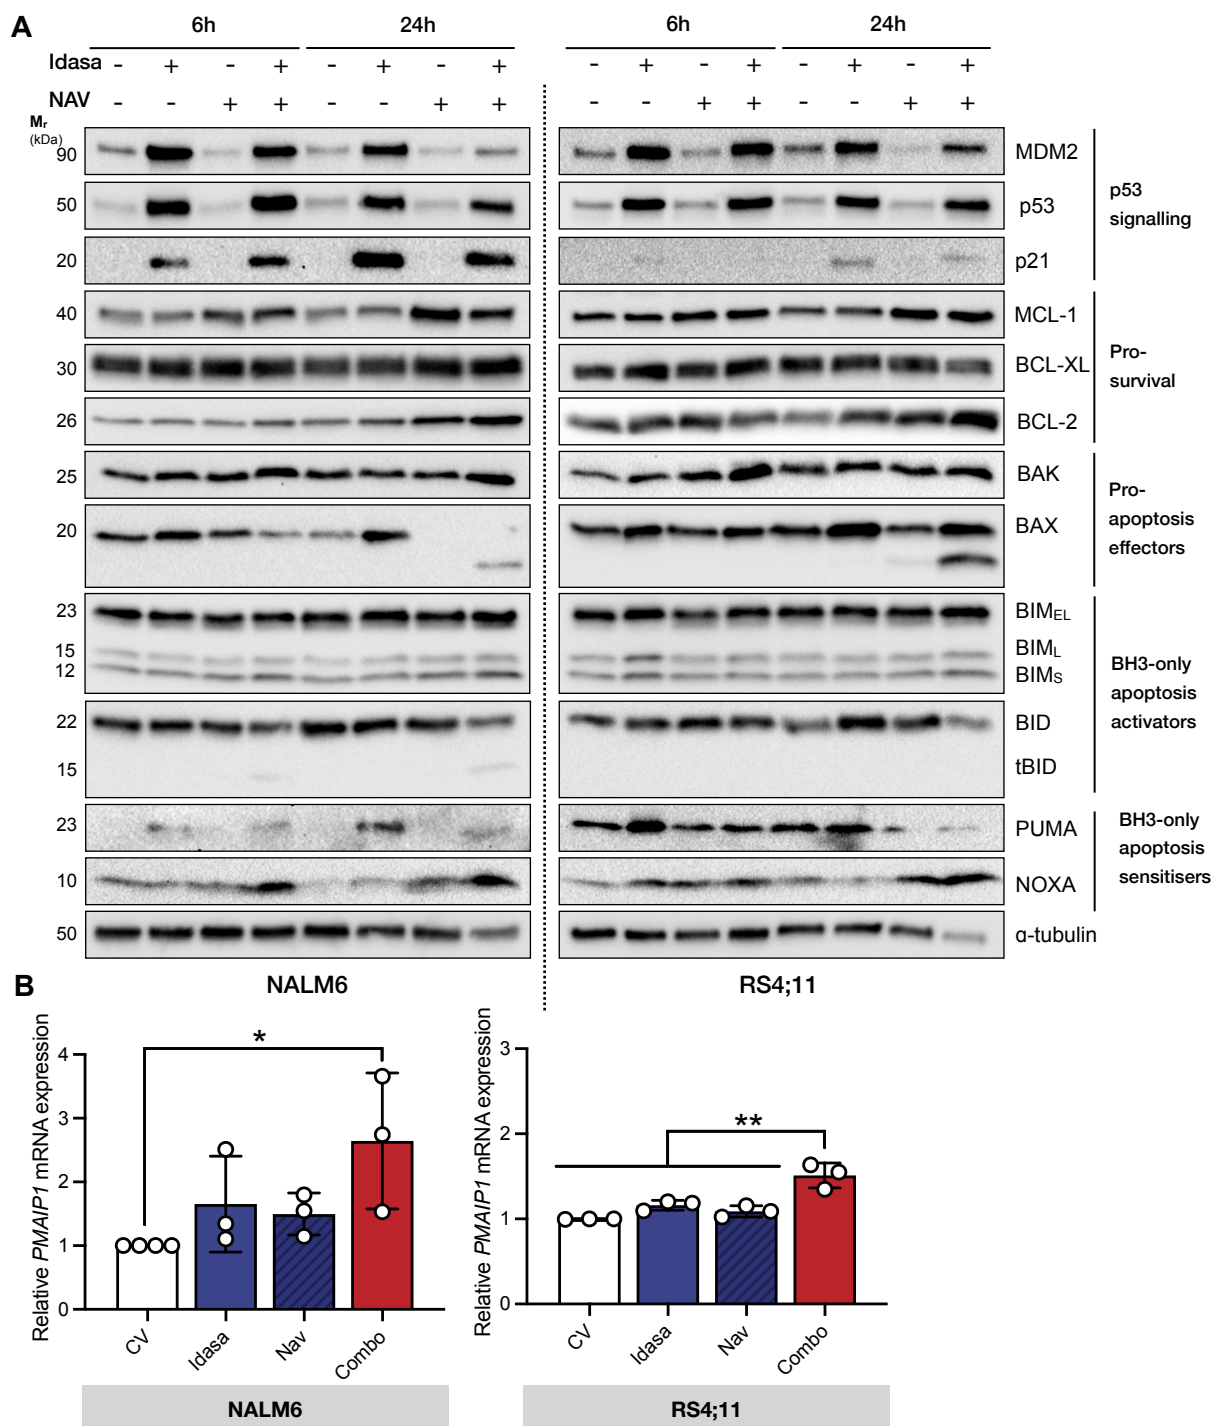 A
6h 24h 6h 24h
Idasa - + - + - + - + - + - + - + - +
NAV - - + + - - + + - - + + - - + +
Mr
(kDa)
90 MDM2
50 p53
20 p21
p53
signalling
40 MCL-1
30 BCL-XL
26 BCL-2
Pro-
survival
25 BAK
20 BAX
Pro-
apoptosis
effectors
23 BIMEL
15 BIML
12 BIMS
22 BID
15 tBID
BH3-only
apoptosis
activators
23 PUMA
10 NOXA
BH3-only
apoptosis
sensitisers
50 α-tubulin
NALM6 RS4;11
B
Relative PMAIP1 mRNA expression
4
3
2
1
0
*
CV Idasa Nav Combo
NALM6
Relative PMAIP1 mRNA expression
3
2
1
0
**
CV Idasa Nav Combo
RS4;11